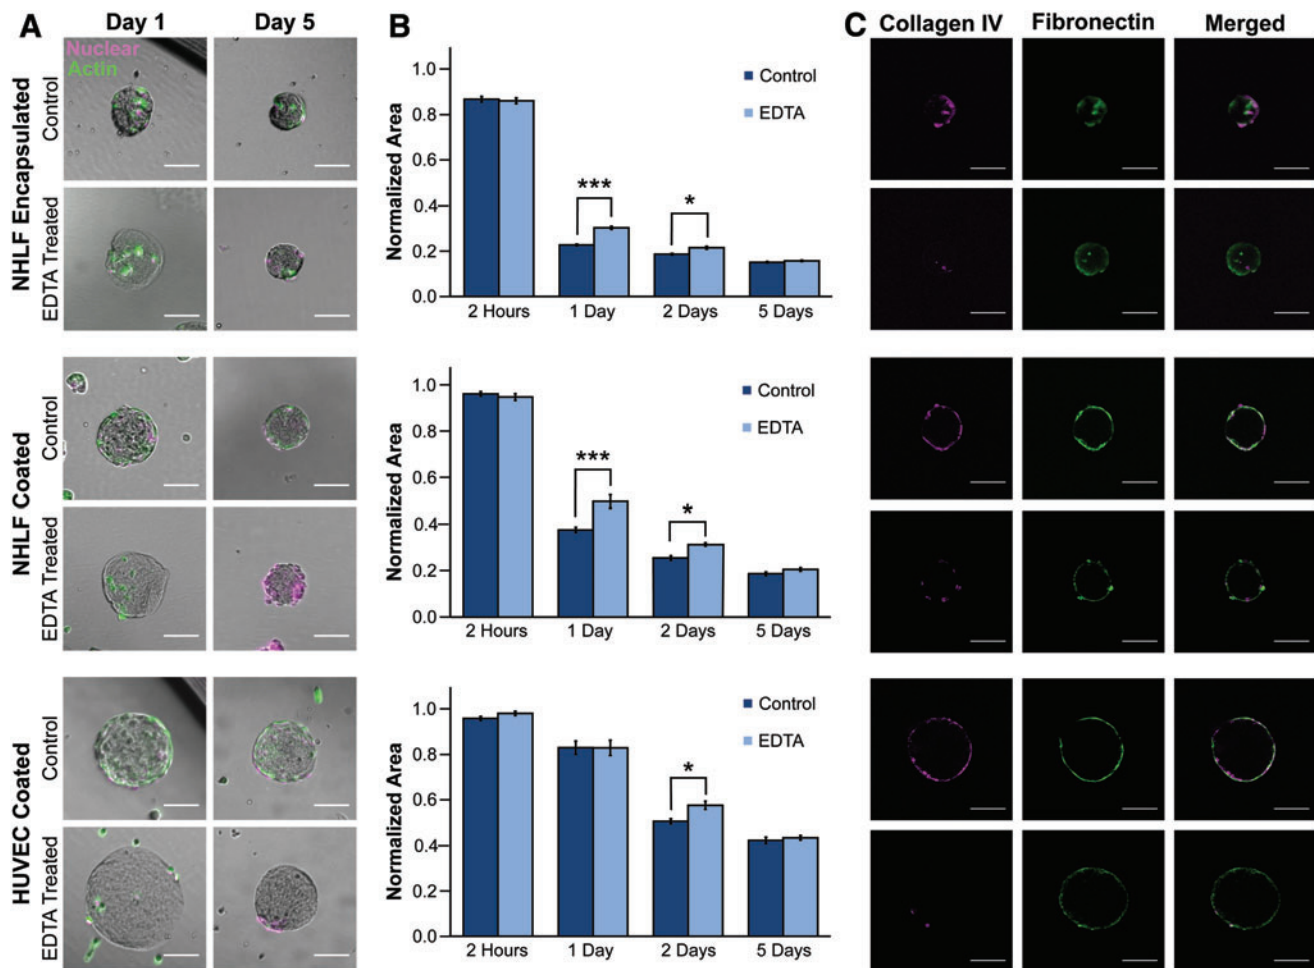 A
Day 1
Day 5
NHLF Encapsulated
Control
EDTA Treated
Nuclear
Actin
NHLF Coated
Control
EDTA Treated
HUVEC Coated
Control
EDTA Treated
B
Normalized Area
1.0
0.8
0.6
0.4
0.2
0.0
Control
EDTA
***
*
2 Hours
1 Day
2 Days
5 Days
Normalized Area
1.0
0.8
0.6
0.4
0.2
0.0
Control
EDTA
***
*
2 Hours
1 Day
2 Days
5 Days
Normalized Area
1.0
0.8
0.6
0.4
0.2
0.0
Control
EDTA
*
2 Hours
1 Day
2 Days
5 Days
C
Collagen IV
Fibronectin
Merged